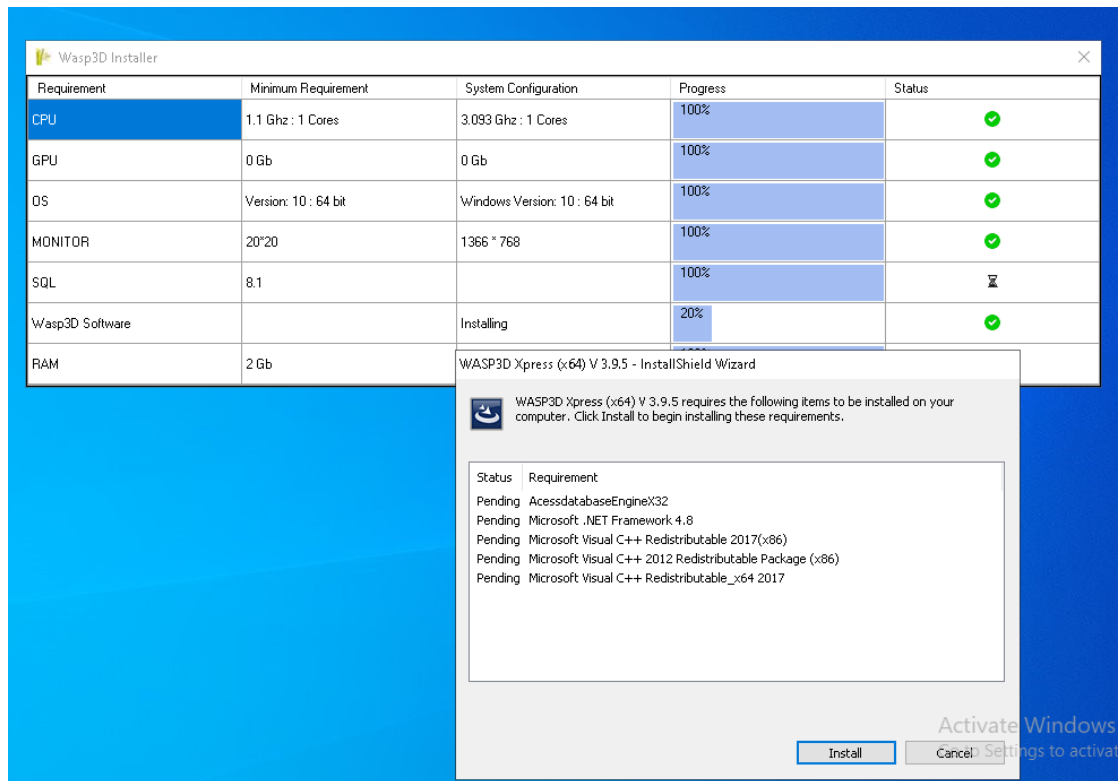 Wasp3D Installer
Requirement Minimum Requirement System Configuration Progress Status
CPU 1.1 Ghz : 1 Cores 3.093 Ghz : 1 Cores 100%
GPU 0 Gb 0 Gb 100%
OS Version: 10 : 64 bit Windows Version: 10 : 64 bit 100%
MONITOR 20*20 1366 * 768 100%
SQL 8.1 100%
Wasp3D Software Installing 20%
RAM 2 Gb
WASP3D Xpress (x64) V 3.9.5 - InstallShield Wizard
WASP3D Xpress (x64) V 3.9.5 requires the following items to be installed on your
computer. Click Install to begin installing these requirements.
Status Requirement
Pending AcessdatabaseEngineX32
Pending Microsoft .NET Framework 4.8
Pending Microsoft Visual C++ Redistributable 2017(x86)
Pending Microsoft Visual C++ 2012 Redistributable Package (x86)
Pending Microsoft Visual C++ Redistributable_x64 2017
Activate Windows
Settings to activat
Install Cancel